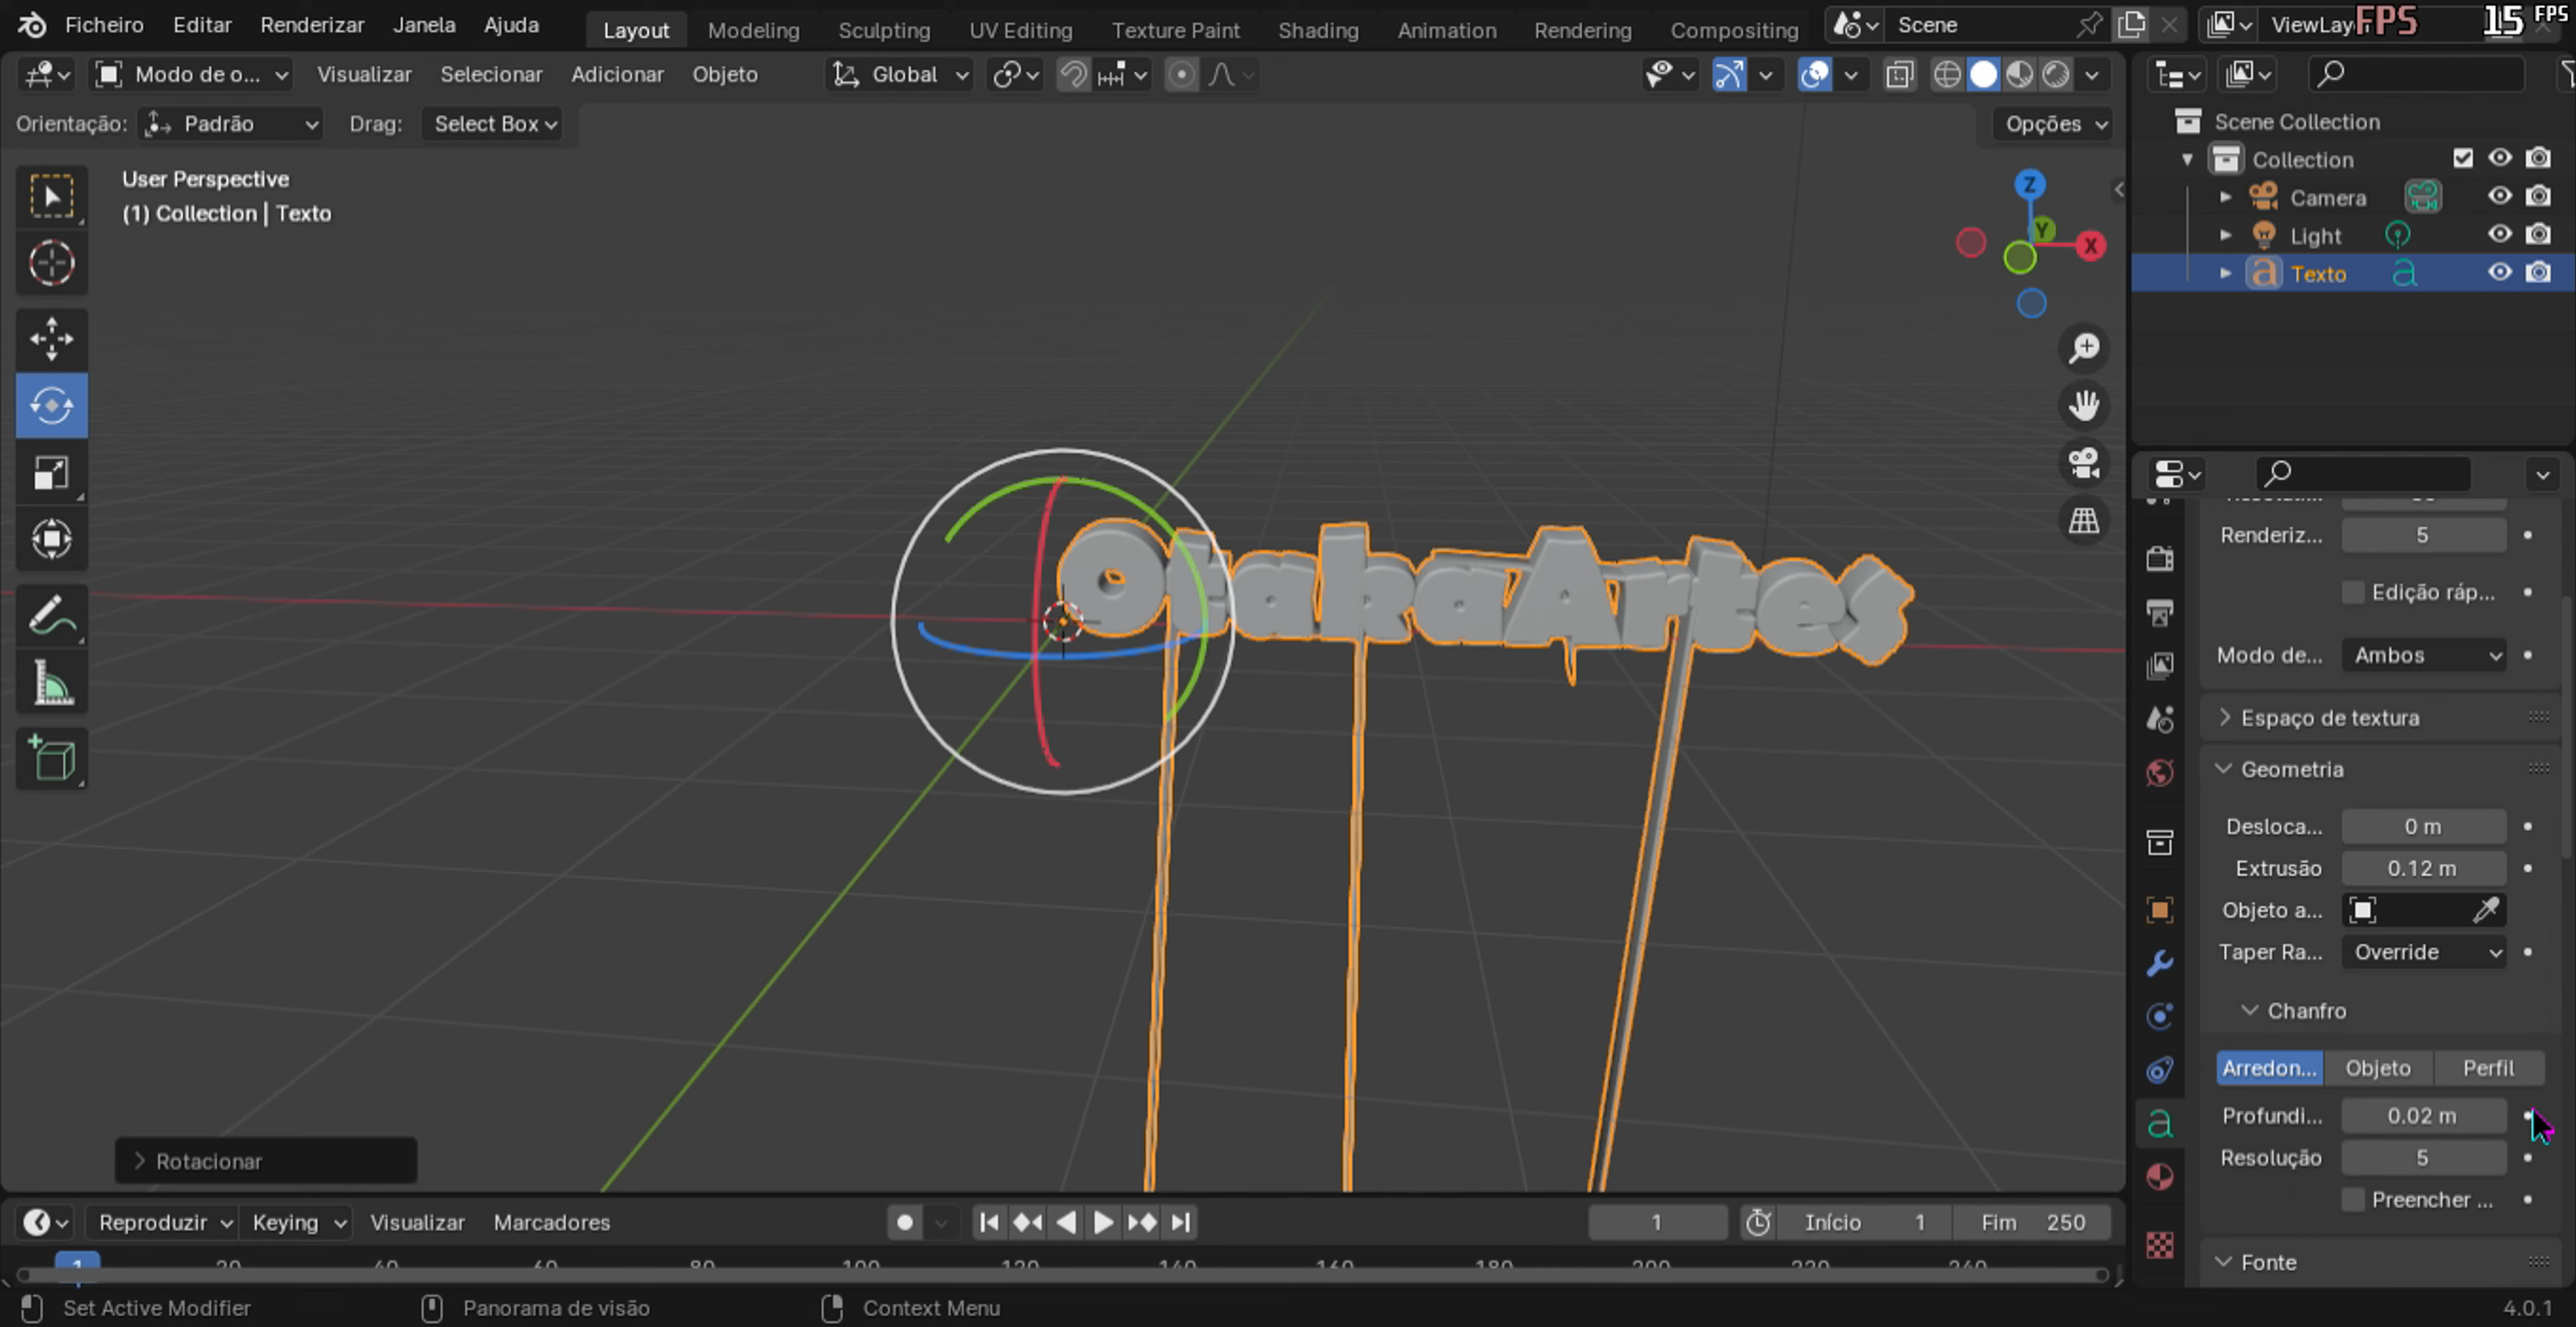 Ficheiro Editar Renderizar Janela Ajuda Layout Modeling Sculpting UV Editing Texture Paint Shading Animation Rendering Compositing Scene ViewLay FPS 15 FPS
Modo de o... Visualizar Selecionar Adicionar Objeto Global
Orientação: Padrão Drag: Select Box Opções
User Perspective
(1) Collection | Texto
Z
Y
X
OtakaArtes
Rotacionar
Scene Collection
Collection
Camera
Light
Texto
Renderiz... 5
Edição ráp...
Modo de... Ambos
Espaço de textura
Geometria
Desloca... 0 m
Extrusão 0.12 m
Objeto a...
Taper Ra... Override
Chanfro
Arredon... Objeto Perfil
Profundi... 0.02 m
Resolução 5
Preencher ...
Fonte
Reproduzir Keying Visualizar Marcadores 1 Início 1 Fim 250
1 20 40 60 80 100 120 140 160 180 200 220 240
Set Active Modifier Panorama de visão Context Menu 4.0.1